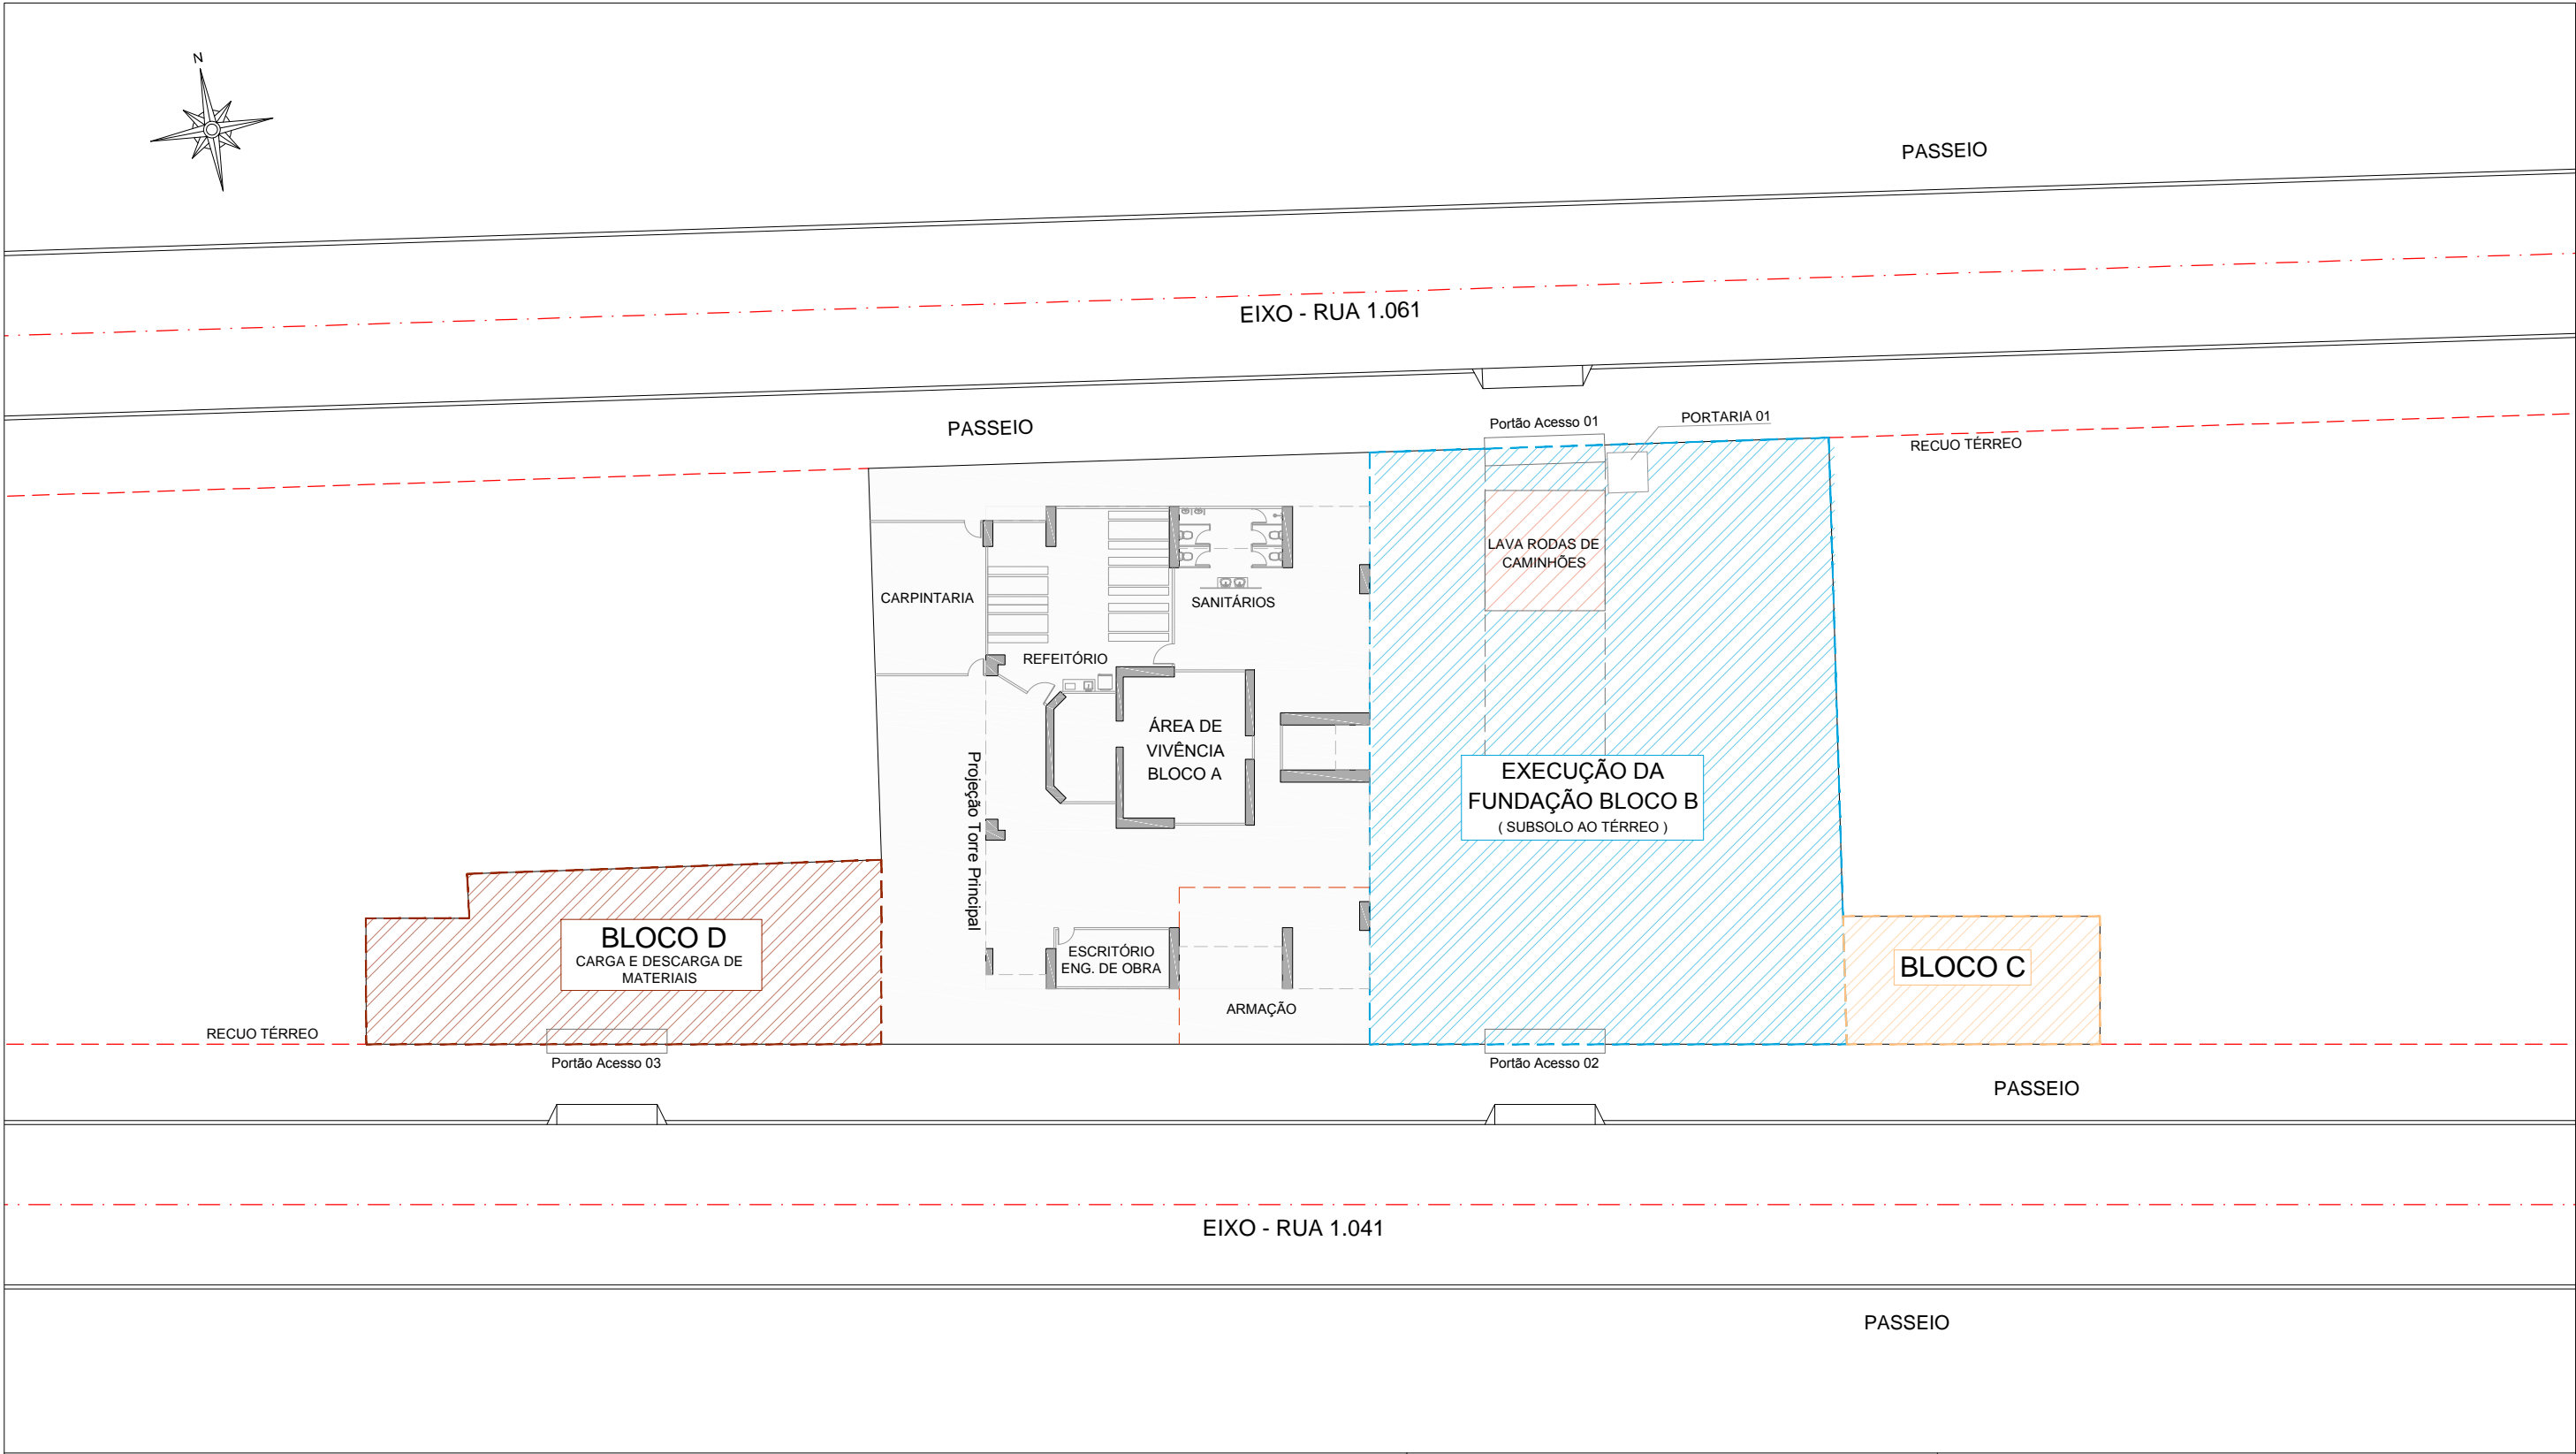 N
PASSEIO
EIXO - RUA 1.061
PASSEIO
Portão Acesso 01
PORTARIA 01
RECUO TÉRREO
LAVA RODAS DE
CAMINHÕES
CARPINTARIA
SANITÁRIOS
REFEITÓRIO
ÁREA DE
VIVÊNCIA
BLOCO A
Projeção Torre Principal
EXECUÇÃO DA
FUNDAÇÃO BLOCO B
( SUBSOLO AO TÉRREO )
BLOCO D
CARGA E DESCARGA DE
MATERIAIS
ESCRITÓRIO
ENG. DE OBRA
BLOCO C
ARMAÇÃO
RECUO TÉRREO
Portão Acesso 03
Portão Acesso 02
PASSEIO
EIXO - RUA 1.041
PASSEIO